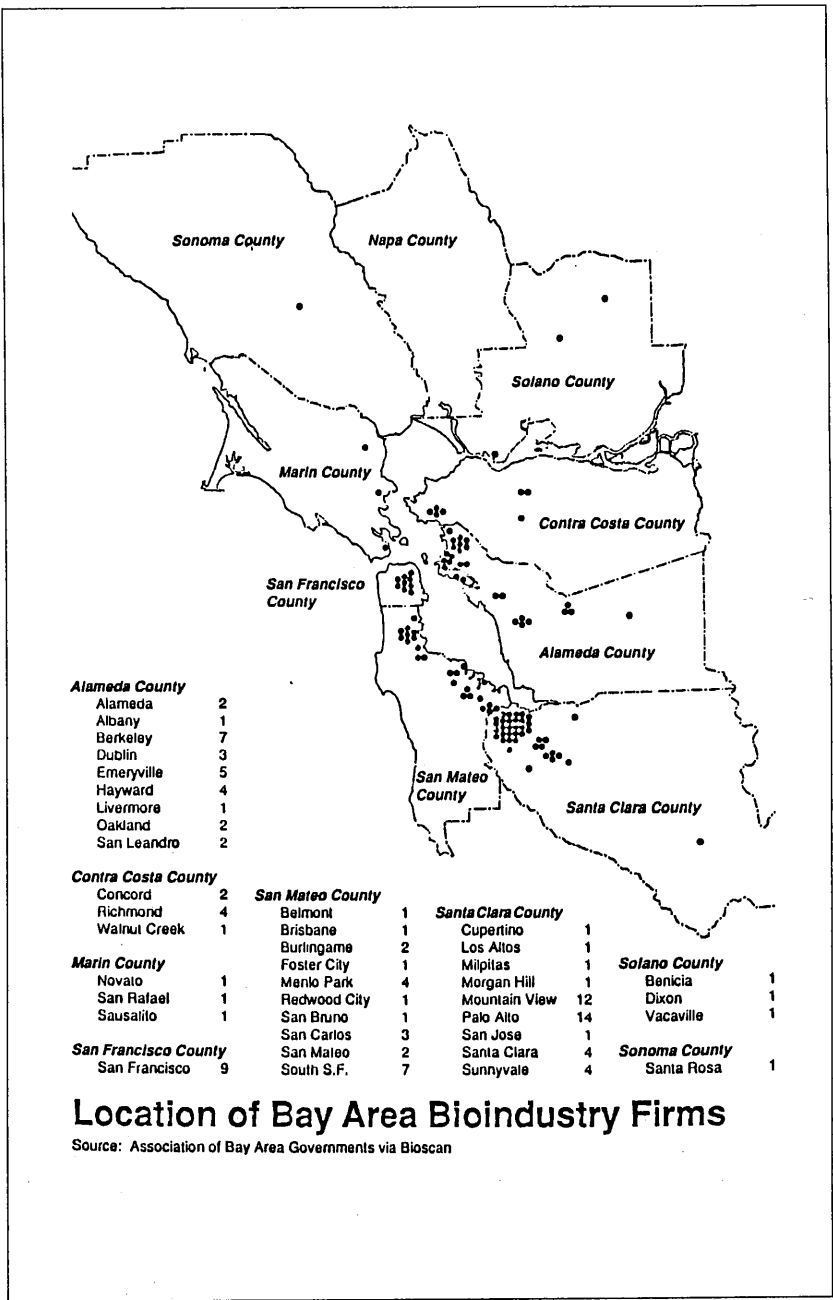 Sonoma County
Napa County
Solano County
Marin County
Contra Costa County
San Francisco
County
Alameda County
San Mateo
County
Santa Clara County
Alameda County
Alameda 2
Albany 1
Berkeley 7
Dublin 3
Emeryville 5
Hayward 4
Livermore 1
Oakland 2
San Leandro 2
Contra Costa County
Concord 2
Richmond 4
Walnut Creek 1
Marin County
Novato 1
San Rafael 1
Sausalito 1
San Francisco County
San Francisco 9
San Mateo County
Belmont 1
Brisbane 1
Burlingame 2
Foster City 1
Menlo Park 4
Redwood City 1
San Bruno 1
San Carlos 3
San Mateo 2
South S.F. 7
Santa Clara County
Cupertino 1
Los Altos 1
Milpitas 1
Morgan Hill 1
Mountain View 12
Palo Alto 14
San Jose 1
Santa Clara 4
Sunnyvale 4
Solano County
Benicia 1
Dixon 1
Vacaville 1
Sonoma County
Santa Rosa 1
Location of Bay Area Bioindustry Firms
Source: Association of Bay Area Governments via Bioscan